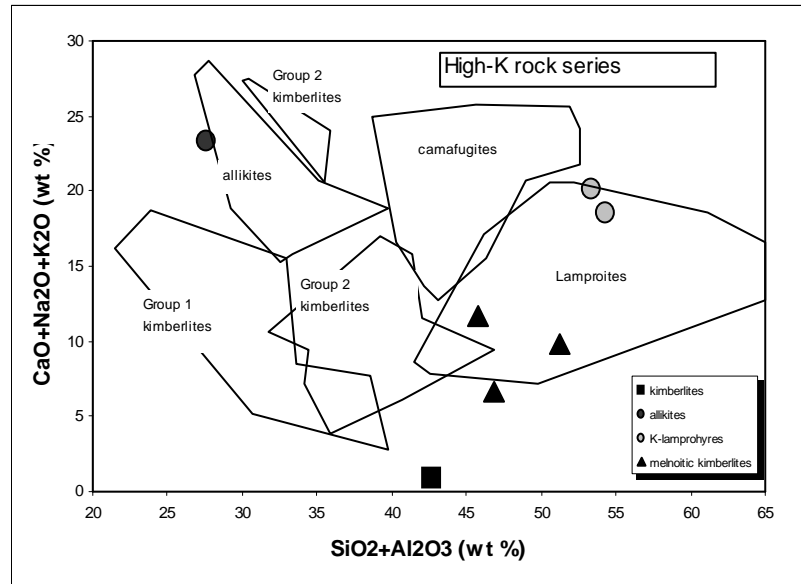 High-K rock series
CaO+Na2O+K2O (wt %)
30
25
20
15
10
5
0
Group 2
kimberlites
allikites
camafugites
Group 1
kimberlites
Group 2
kimberlites
Lamproites
kimberlites
allikites
K-lamprohyres
melnoitic kimberlites
20
25
30
35
40
45
50
55
60
65
SiO2+Al2O3 (wt %)